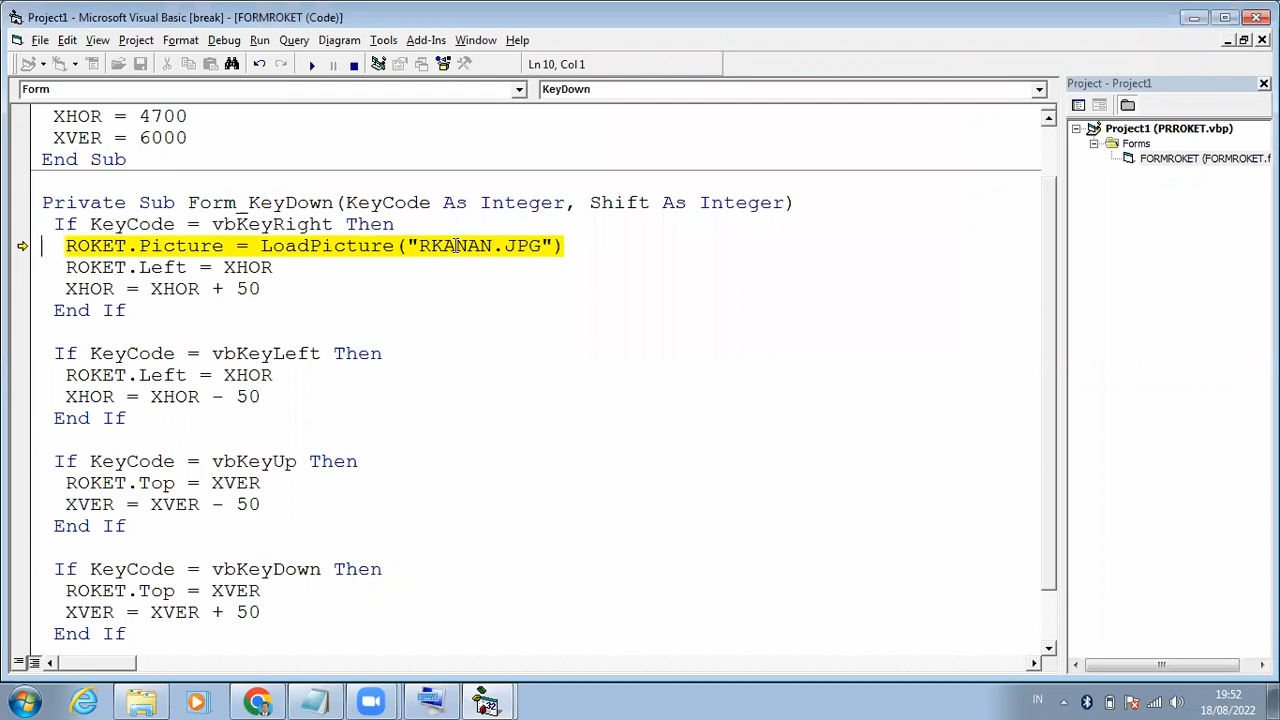 Project1 - Microsoft Visual Basic [break] - [FORMROKET (Code)]
File Edit View Project Format Debug Run Query Diagram Tools Add-Ins Window Help
Ln 10, Col 1
Form KeyDown
XHOR = 4700
XVER = 6000
End Sub
Private Sub Form_KeyDown(KeyCode As Integer, Shift As Integer)
If KeyCode = vbKeyRight Then
ROKET.Picture = LoadPicture("RKANAN.JPG")
ROKET.Left = XHOR
XHOR = XHOR + 50
End If
If KeyCode = vbKeyLeft Then
ROKET.Left = XHOR
XHOR = XHOR - 50
End If
If KeyCode = vbKeyUp Then
ROKET.Top = XVER
XVER = XVER - 50
End If
If KeyCode = vbKeyDown Then
ROKET.Top = XVER
XVER = XVER + 50
End If
Project - Project1
Project1 (PRROKET.vbp)
Forms
FORMROKET (FORMROKET.f
IN
19:52
18/08/2022